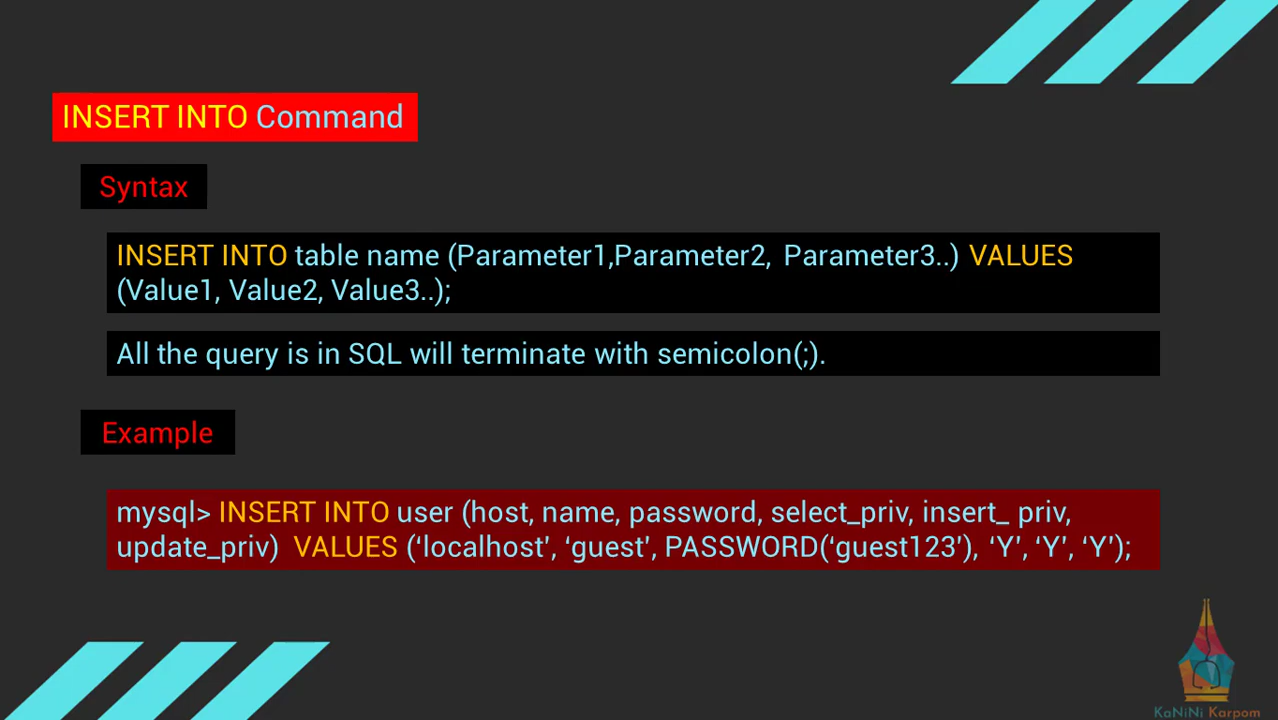 INSERT INTO Command
Syntax
INSERT INTO table name (Parameter1,Parameter2, Parameter3..) VALUES
(Value1, Value2, Value3..);
All the query is in SQL will terminate with semicolon(;).
Example
mysql> INSERT INTO user (host, name, password, select_priv, insert_ priv,
update_priv) VALUES (‘localhost’, ‘guest’, PASSWORD(‘guest123’), ‘Y’, ‘Y’, ‘Y’);
KaNiNi Karpom